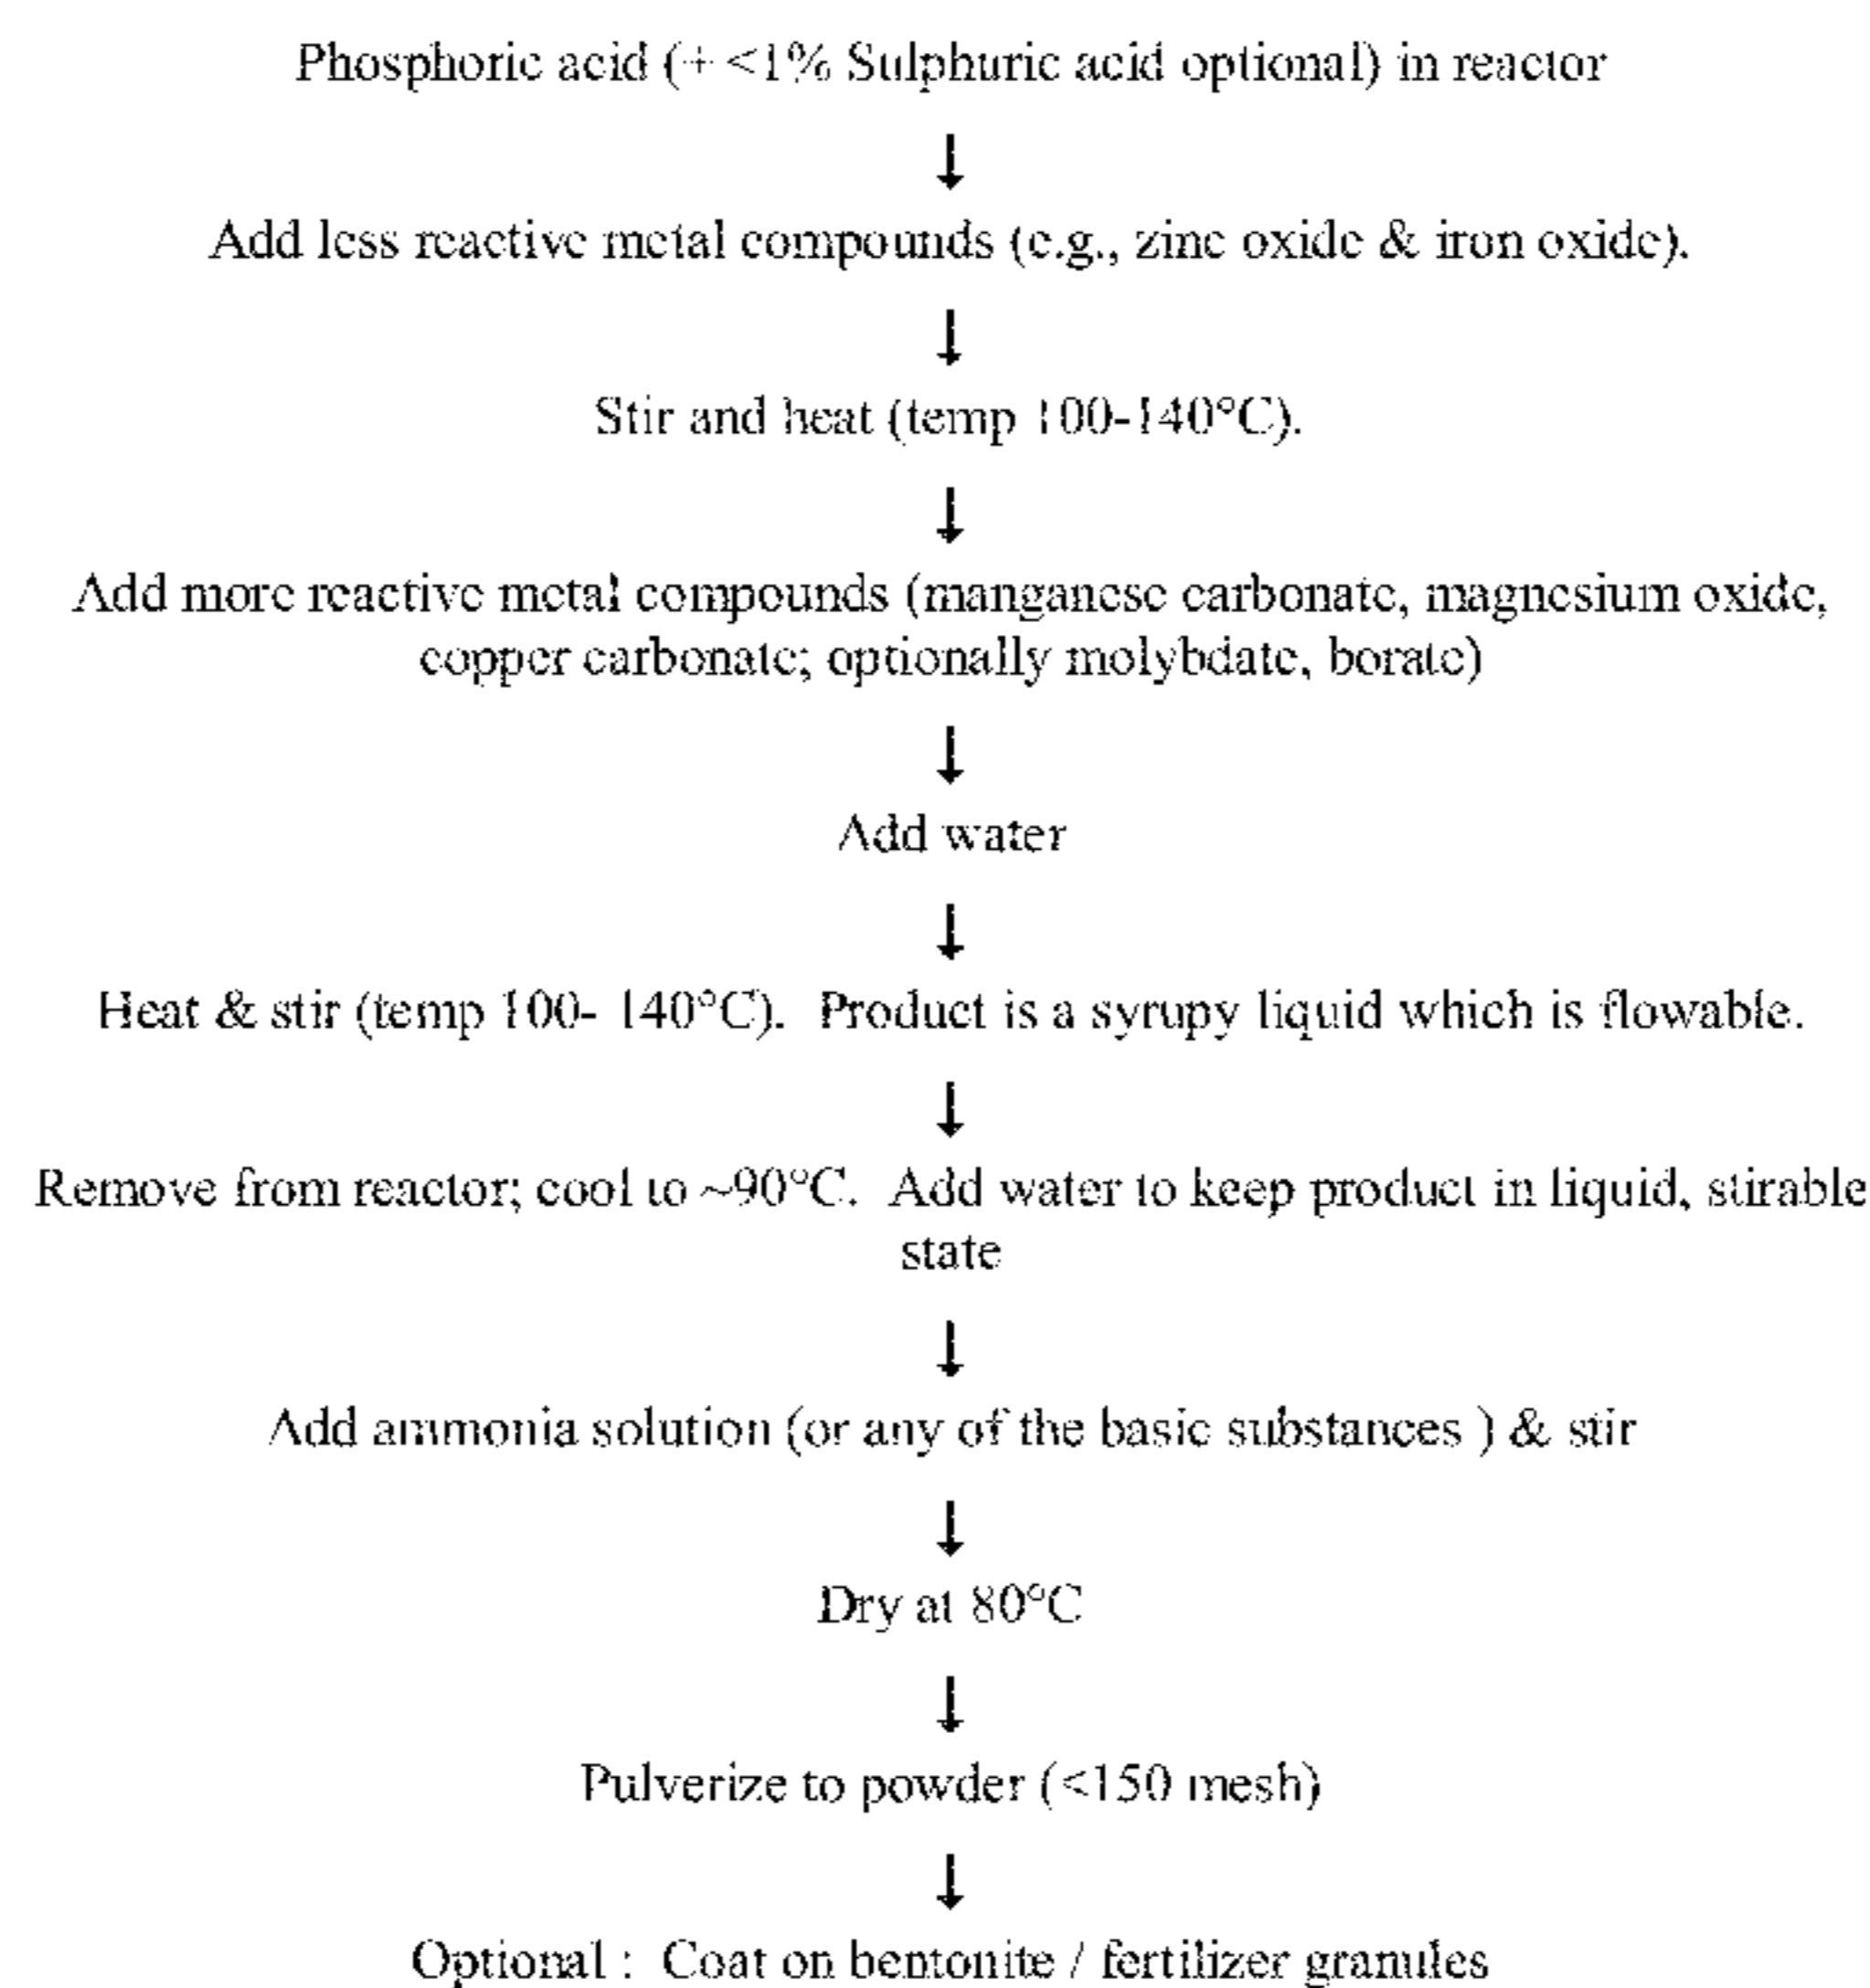 Phosphoric acid (+ <1% Sulphuric acid optional) in reactor
Add less reactive metal compounds (e.g., zinc oxide & iron oxide).
Stir and heat (temp 100-140°C).
Add more reactive metal compounds (manganese carbonate, magnesium oxide,
copper carbonate; optionally molybdate, borate)
Add water
Heat & stir (temp 100- 140°C). Product is a syrupy liquid which is flowable.
Remove from reactor; cool to ~90°C. Add water to keep product in liquid, stirable
state
Add ammonia solution (or any of the basic substances ) & stir
Dry at 80°C
Pulverize to powder (<150 mesh)
Optional : Coat on bentonite / fertilizer granules